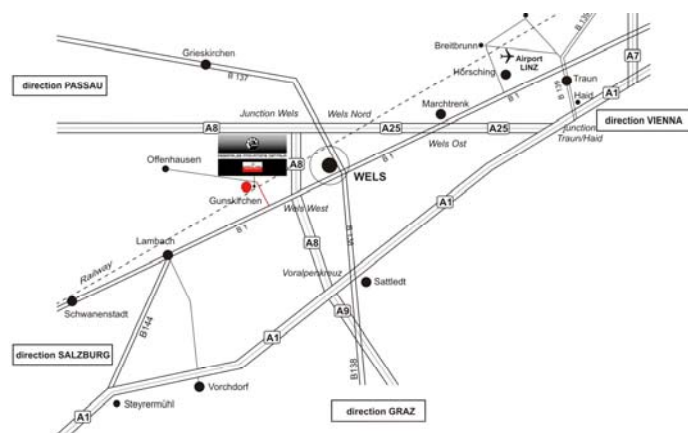 Breitbrunn
B 139
Airport
LINZ
A7
Grieskirchen
B 137
Hörsching
Traun
direction PASSAU
B 1
Haid
A1
Marchtrenk
Junction Wels
Wels Nord
A8
A25
A25
direction VIENNA
Junction
Traun/Haid
Wels Ost
B 1
Offenhausen
A8
WELS
Gunskirchen
Wels West
A1
B 1
A8
Lambach
Railway
Voralpenkreuz
Sattledt
Schwanenstadt
A9
B144
A1
direction SALZBURG
B138
Vorchdorf
Steyrermühl
A1
direction GRAZ